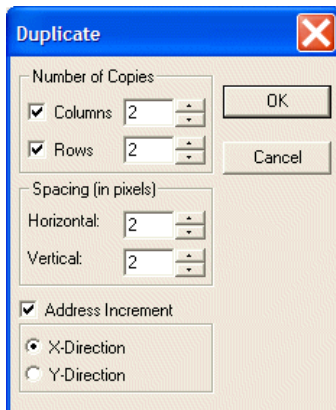 Duplicate
Number of Copies
Columns 2
Rows 2
OK
Cancel
Spacing (in pixels)
Horizontal: 2
Vertical: 2
Address Increment
X-Direction
Y-Direction